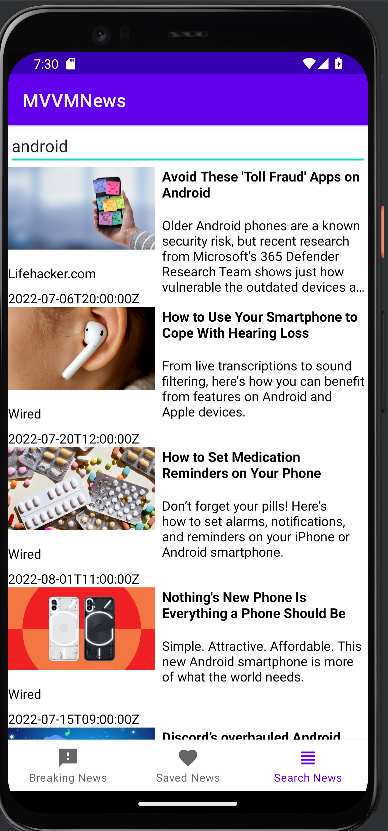 7:30
MVVMNews
android
Avoid These 'Toll Fraud' Apps on
Android
Older Android phones are a known
security risk, but recent research
from Microsoft's 365 Defender
Research Team shows just how
vulnerable the outdated devices a…
Lifehacker.com
2022-07-06T20:00:00Z
How to Use Your Smartphone to
Cope With Hearing Loss
From live transcriptions to sound
filtering, here's how you can benefit
from features on Android and
Apple devices.
Wired
2022-07-20T12:00:00Z
How to Set Medication
Reminders on Your Phone
Don't forget your pills! Here's
how to set alarms, notifications,
and reminders on your iPhone or
Android smartphone.
Wired
2022-08-01T11:00:00Z
Nothing's New Phone Is
Everything a Phone Should Be
Simple. Attractive. Affordable. This
new Android smartphone is more
of what the world needs.
Wired
2022-07-15T09:00:00Z
Discord's overhauled Android
Breaking News
Saved News
Search News